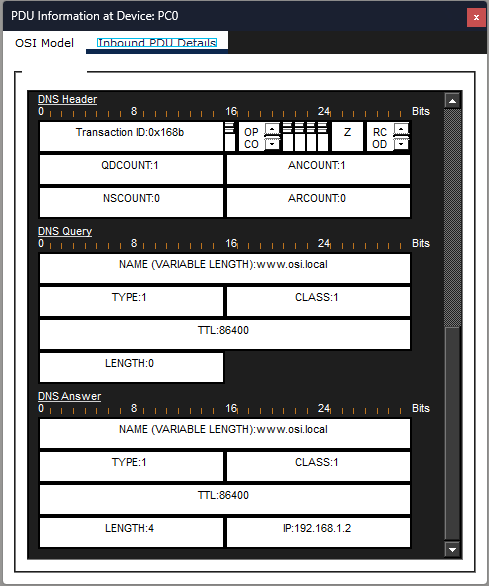 PDU Information at Device: PC0
x
OSI Model Inbound PDU Details
DNS Header
0 8 16 24 Bits
Transaction ID:0x168b OP CO Z RC OD
QDCOUNT:1 ANCOUNT:1
NSCOUNT:0 ARCOUNT:0
DNS Query
0 8 16 24 Bits
NAME (VARIABLE LENGTH):www.osi.local
TYPE:1 CLASS:1
TTL:86400
LENGTH:0
DNS Answer
0 8 16 24 Bits
NAME (VARIABLE LENGTH):www.osi.local
TYPE:1 CLASS:1
TTL:86400
LENGTH:4 IP:192.168.1.2